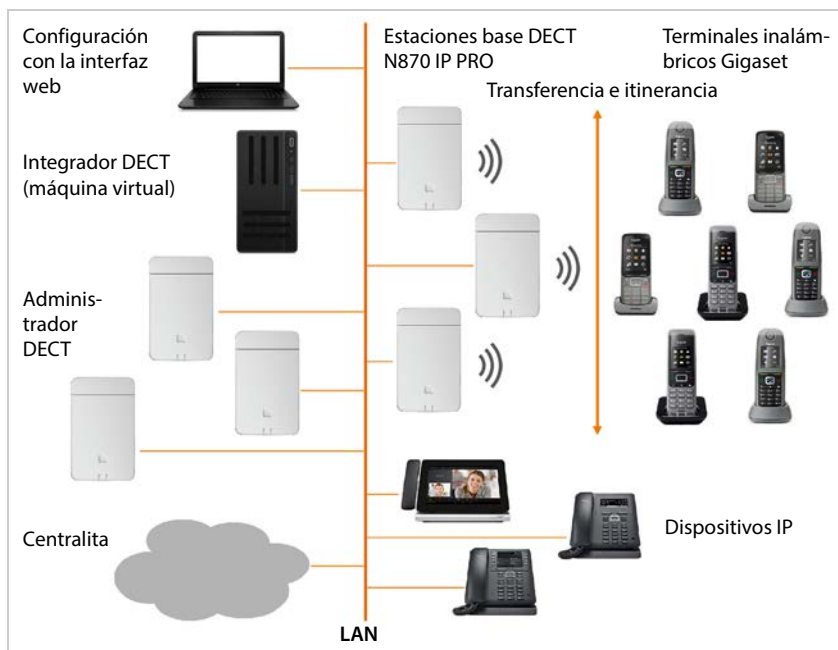 Configuración
con la interfaz
web
Estaciones base DECT
N870 IP PRO
Terminales inalám-
bricos Gigaset
Transferencia e itinerancia
Integrador DECT
(máquina virtual)
Adminis-
trador
DECT
Centralita
Dispositivos IP
LAN